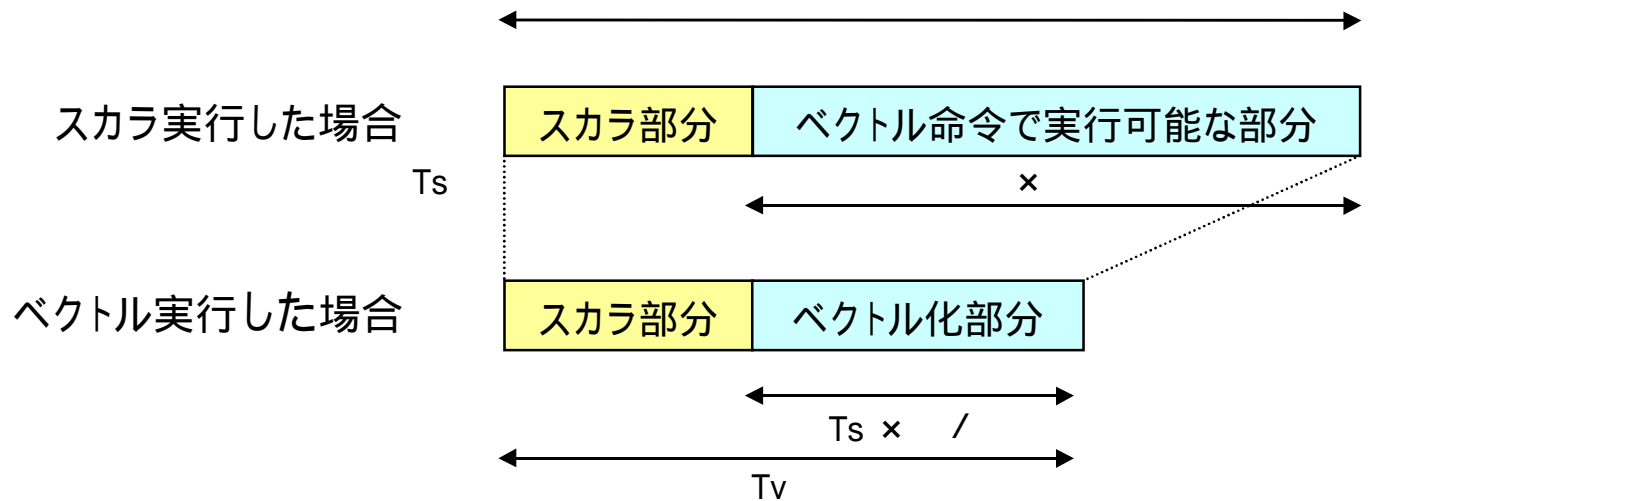 スカラ実行した場合
スカラ部分
ベクトル命令で実行可能な部分
Ts
×
ベクトル実行した場合
スカラ部分
ベクトル化部分
Ts × /
Tv